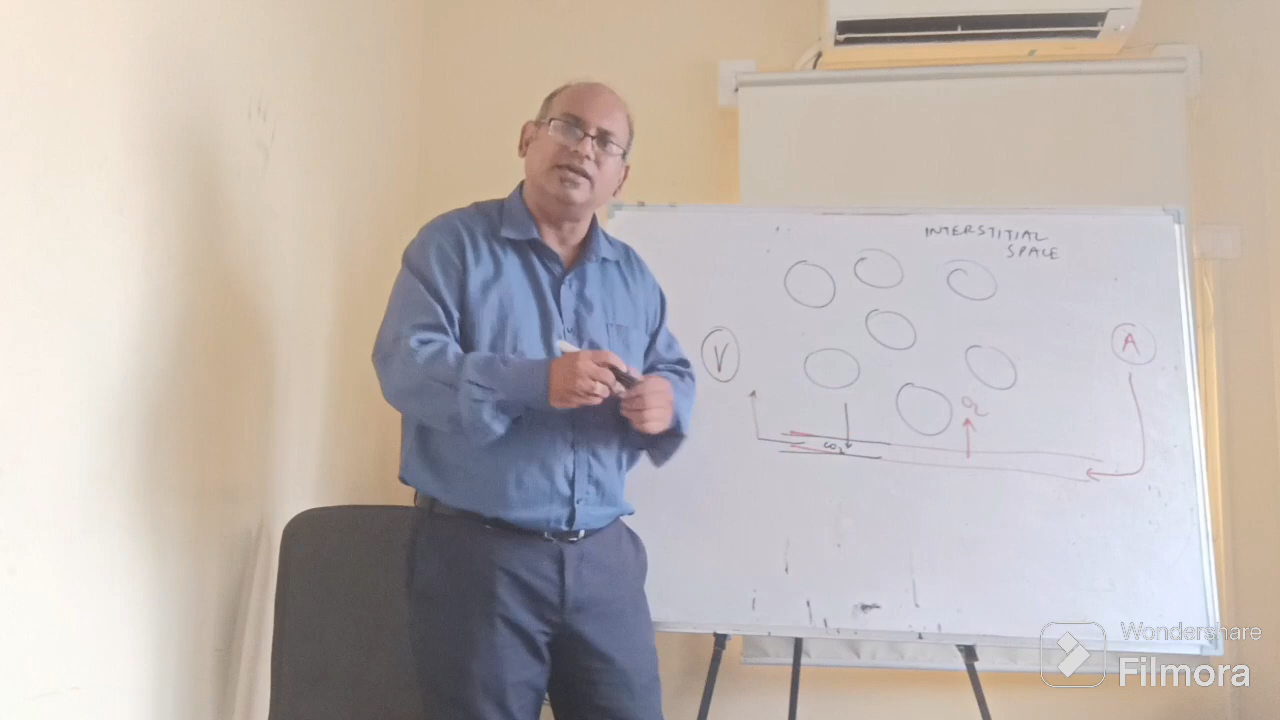 INTERSTITIAL
SPACE
V
A
O2
CO2
Wondershare
Filmora